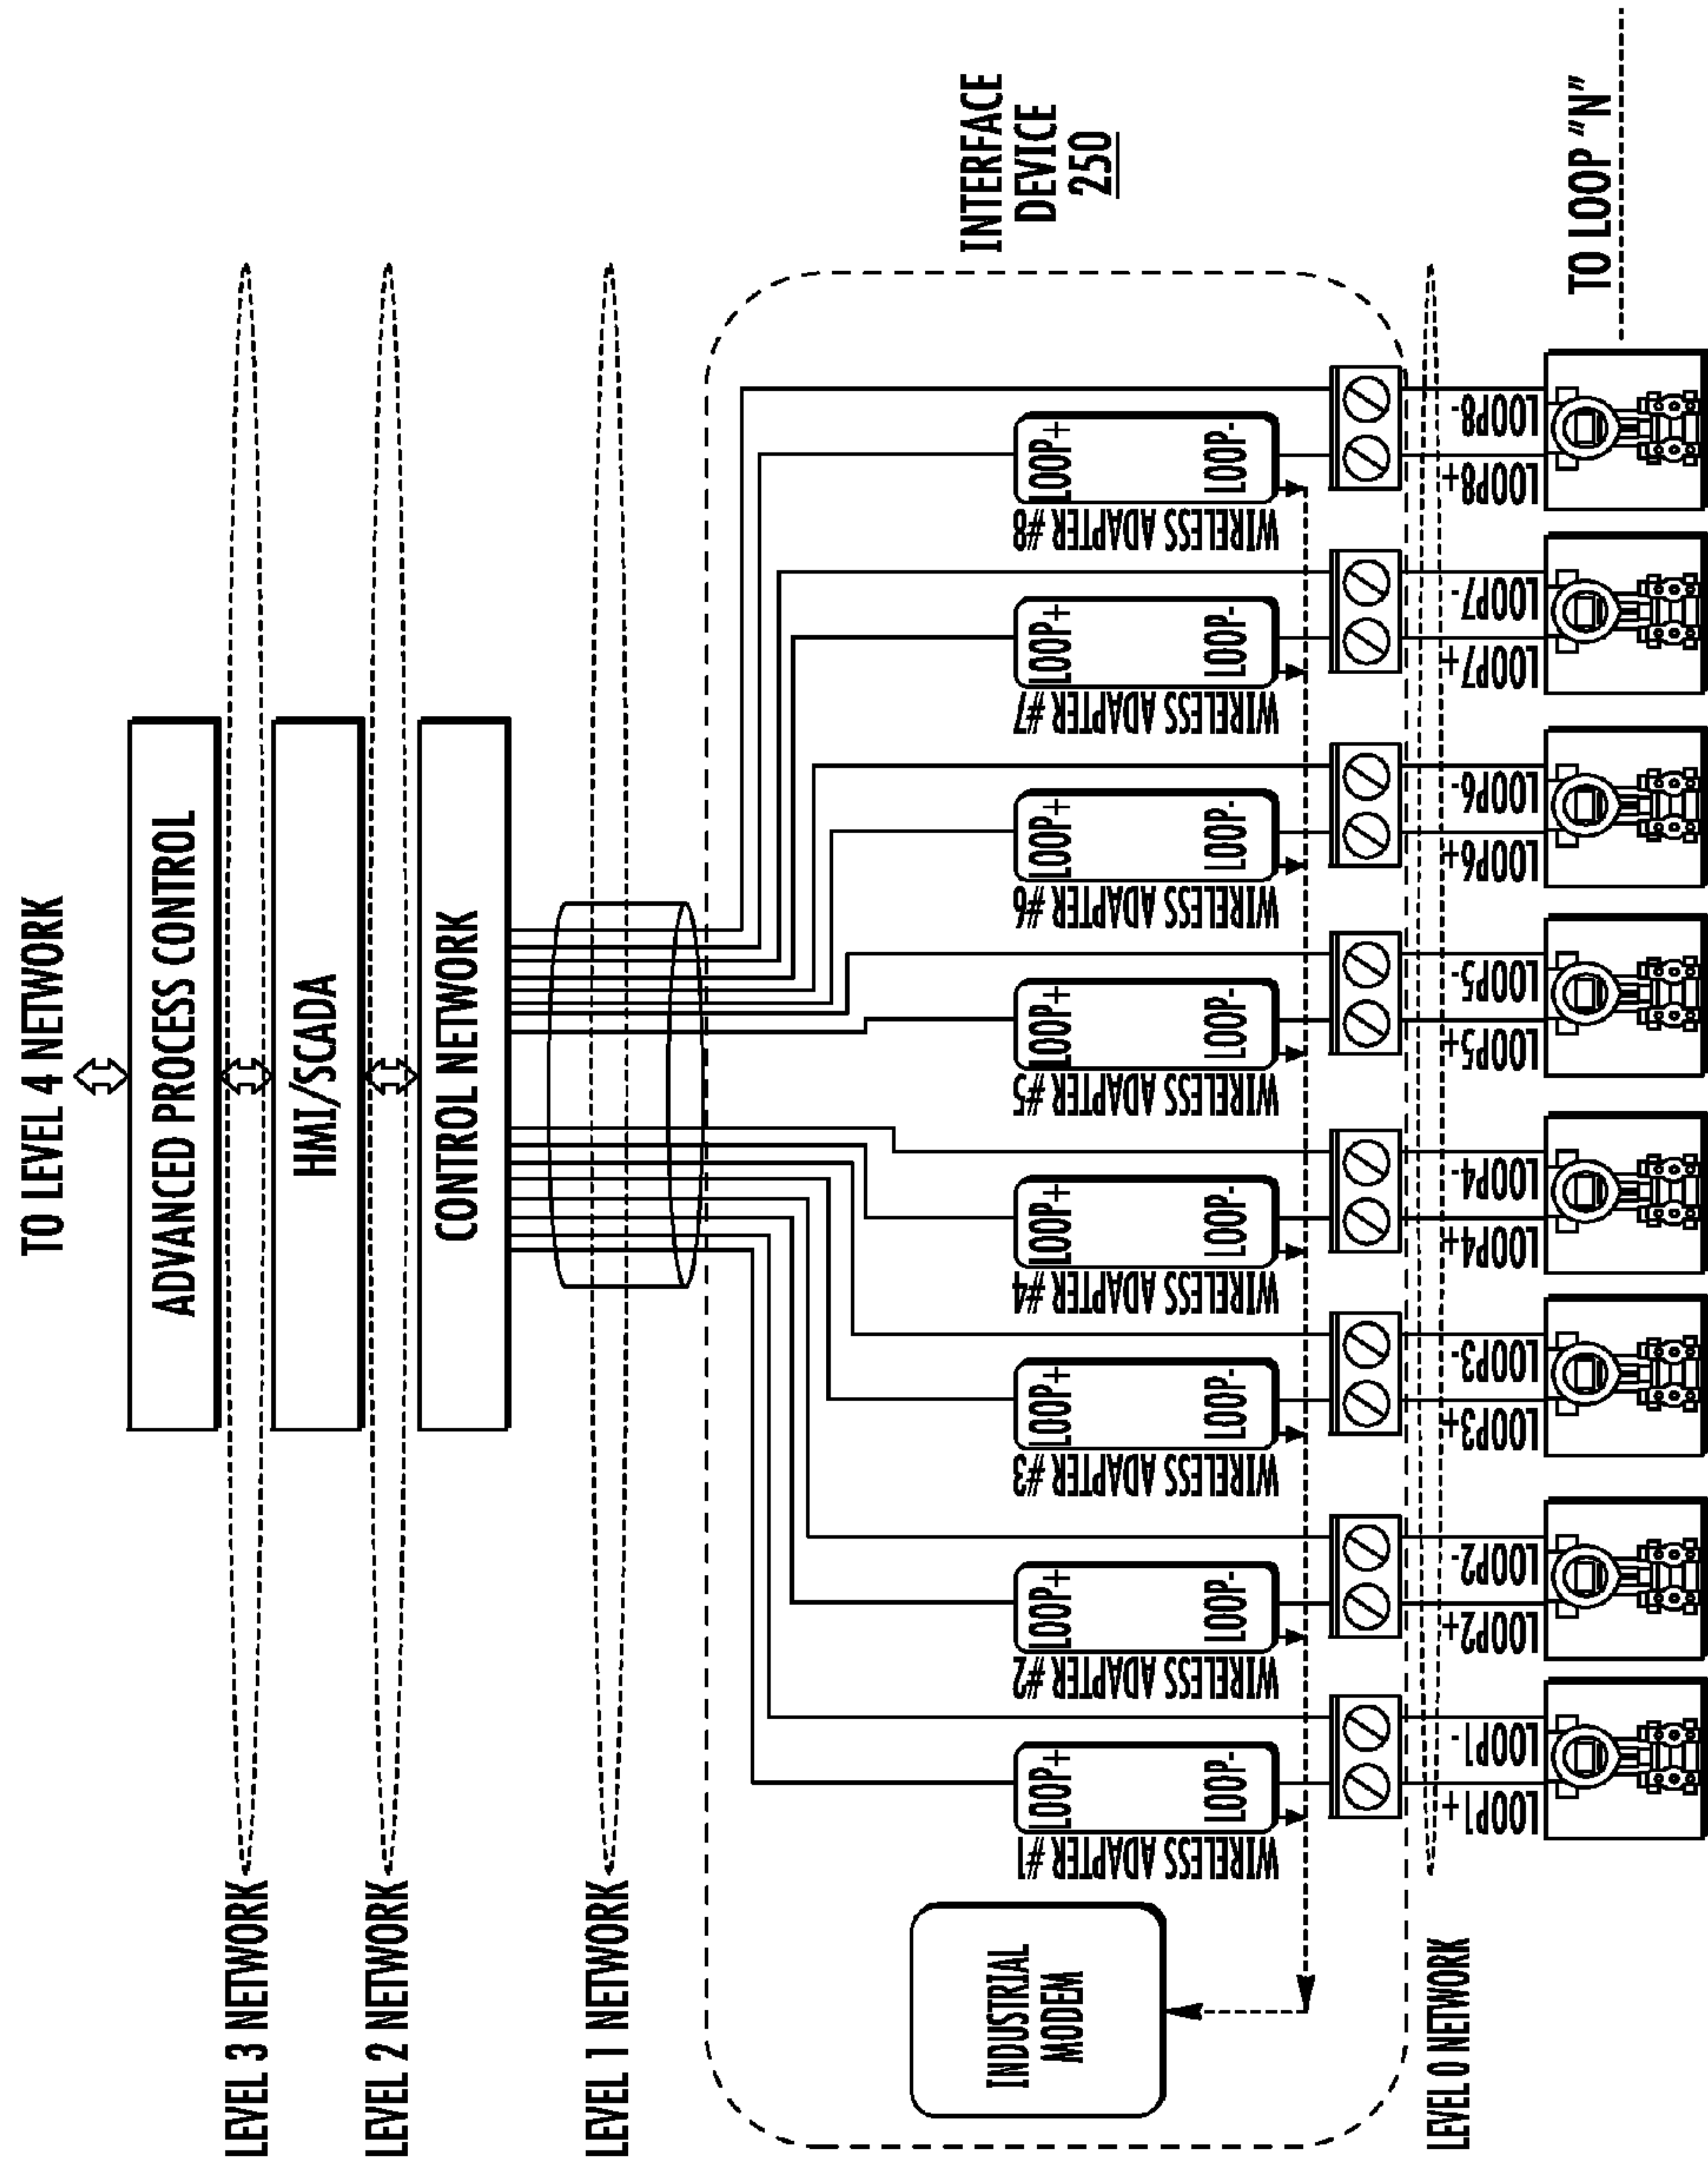 TO LEVEL 4 NETWORK
ADVANCED PROCESS CONTROL
LEVEL 3 NETWORK
HMI/SCADA
LEVEL 2 NETWORK
CONTROL NETWORK
LEVEL 1 NETWORK
INTERFACE
DEVICE
250
INDUSTRIAL
MODEM
WIRELESS ADAPTER #1
LOOP+
LOOP-
WIRELESS ADAPTER #2
LOOP+
LOOP-
WIRELESS ADAPTER #3
LOOP+
LOOP-
WIRELESS ADAPTER #4
LOOP+
LOOP-
WIRELESS ADAPTER #5
LOOP+
LOOP-
WIRELESS ADAPTER #6
LOOP+
LOOP-
WIRELESS ADAPTER #7
LOOP+
LOOP-
WIRELESS ADAPTER #8
LOOP+
LOOP-
LEVEL 0 NETWORK
LOOP1+
LOOP1-
LOOP2+
LOOP2-
LOOP3+
LOOP3-
LOOP4+
LOOP4-
LOOP5+
LOOP5-
LOOP6+
LOOP6-
LOOP7+
LOOP7-
LOOP8+
LOOP8-
TO LOOP "N"